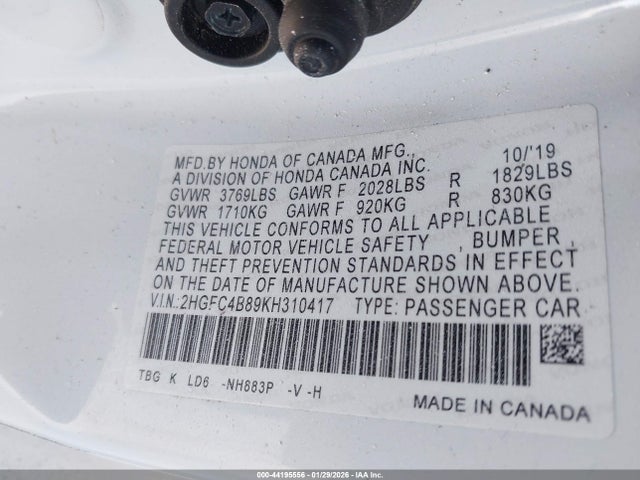 MFD.BY HONDA OF CANADA MFG., 10/'19
A DIVISION OF HONDA CANADA INC.
GVWR 3769LBS GAWR F 2028LBS R 1829LBS
GVWR 1710KG GAWR F 920KG R 830KG
THIS VEHICLE CONFORMS TO ALL APPLICABLE
FEDERAL MOTOR VEHICLE SAFETY , BUMPER ,
2HD THEFT PREVENTION STANDARDS IN EFFECT
ON THE DATE OF MANUFACTURE SHOWN ABOVE.
V.I.N.:2HGFC4B89KH310417 TYPE: PASSENGER CAR
TBG K LD6 -NH883P -V -H
MADE IN CANADA
000-44195556 - 01/29/2026 - IAA Inc.